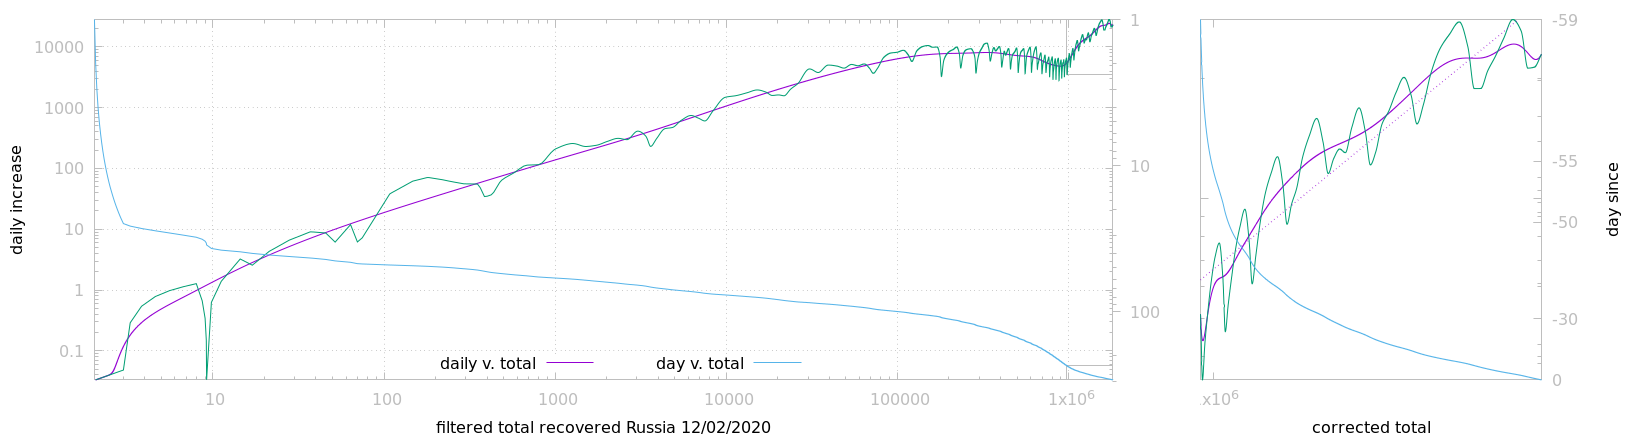 10000
1000
100
10
1
0.1
daily increase
10
100
1000
10000
100000
1x10^6
filtered total recovered Russia 12/02/2020
daily v. total
day v. total
1
10
100
x10^6
corrected total
-59
-55
-50
-30
0
day since